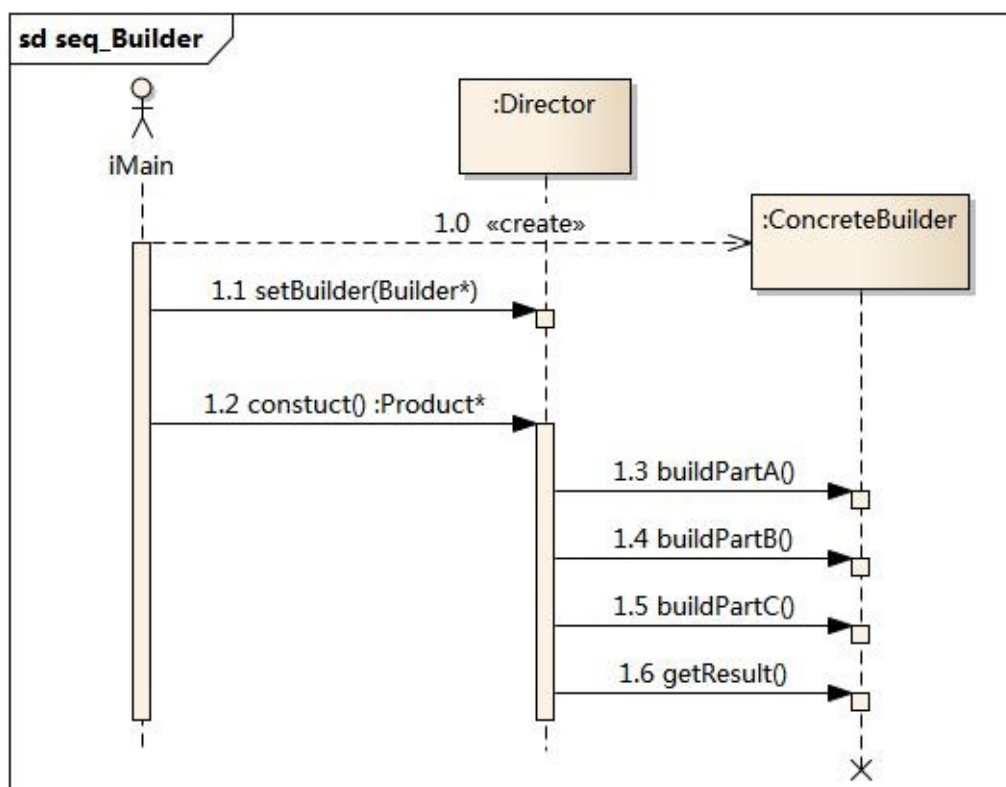 sd seq_Builder
iMain
:Director
:ConcreteBuilder
1.0 «create»
1.1 setBuilder(Builder*)
1.2 constuct() :Product*
1.3 buildPartA()
1.4 buildPartB()
1.5 buildPartC()
1.6 getResult()